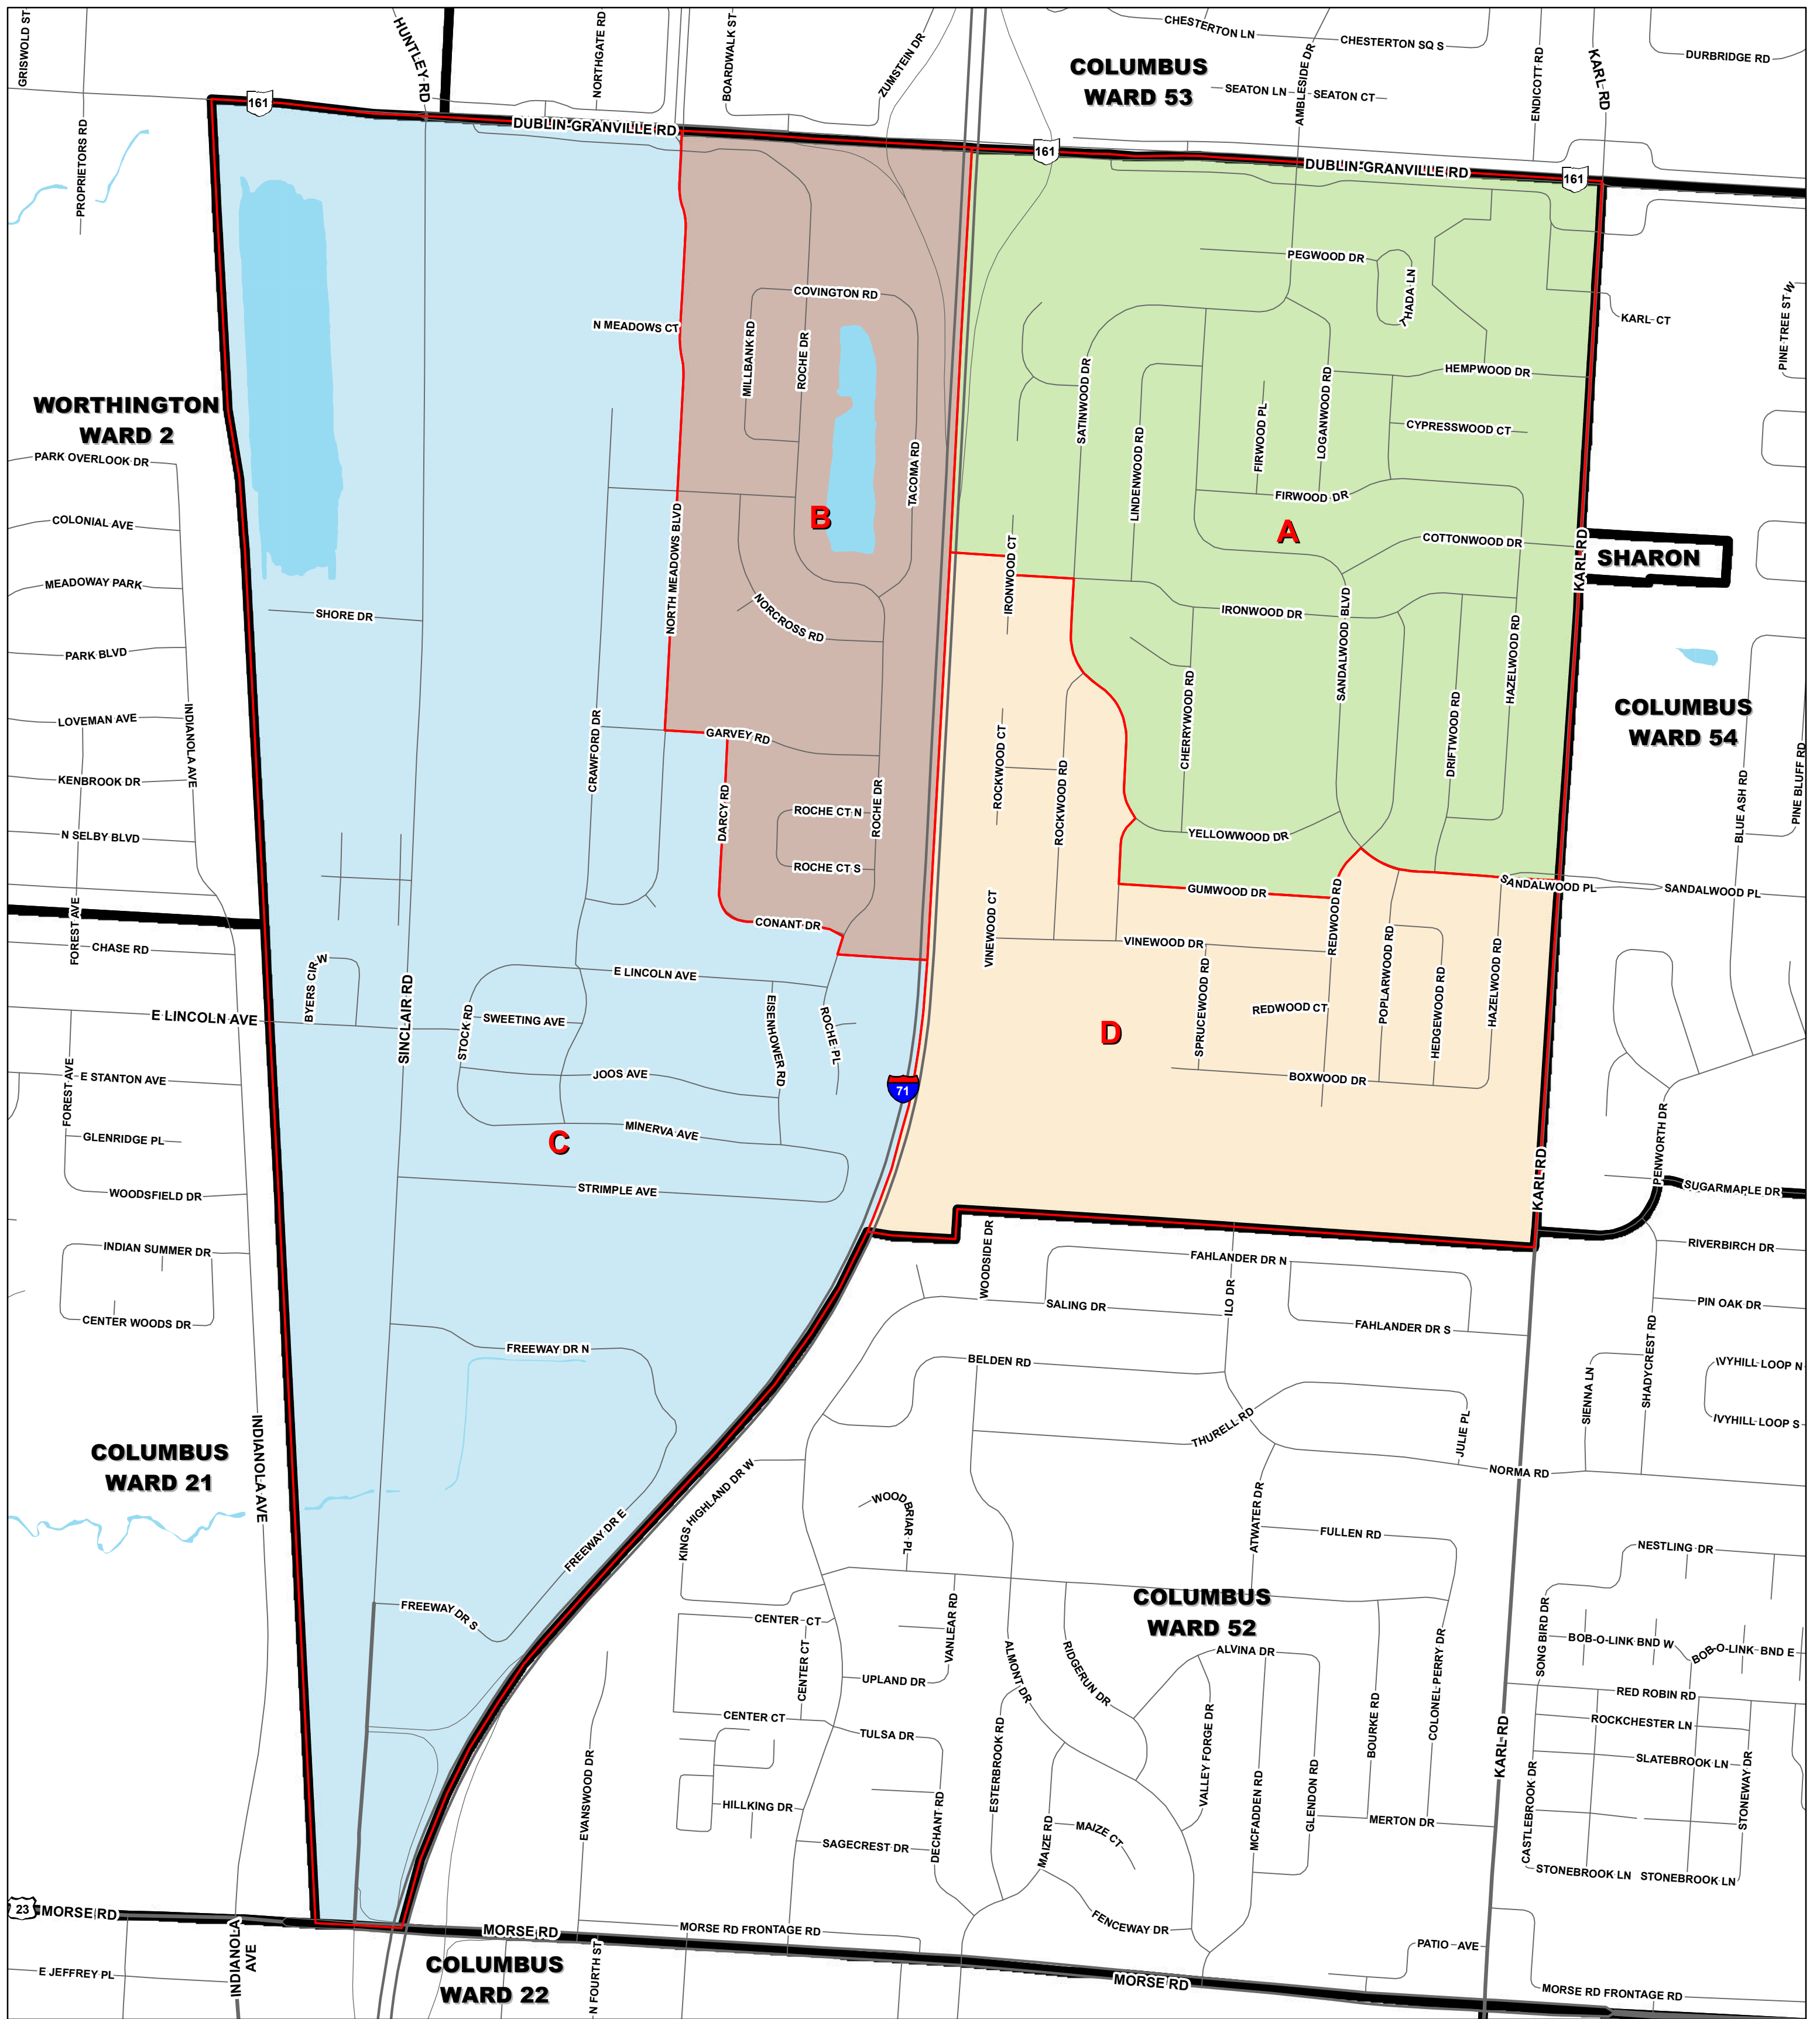 GRISWOLD ST
HUNTLEY RD
NORTHGATE RD
BOARDWALK ST
ZUMSTEIN DR
CHESTERTON LN
CHESTERTON SQ S
AMBLESIDE DR
ENDICOTT RD
KARL RD
DURBRIDGE RD
COLUMBUS
WARD 53
SEATON LN
SEATON CT
PROPRIETORS RD
161
DUBLIN-GRANVILLE RD
161
DUBLIN-GRANVILLE RD
161
PEGWOOD DR
THADA LN
COVINGTON RD
N MEADOWS CT
MILLBANK RD
ROCHE DR
KARL CT
PINE TREE ST W
SATINWOOD DR
HEMPWOOD DR
LOGANWOOD RD
FIRWOOD PL
CYPRESSWOOD CT
LINDENWOOD RD
TACOMA RD
WORTHINGTON
WARD 2
PARK OVERLOOK DR
COLONIAL AVE
FIRWOOD DR
B
A
NORTH MEADOWS BLVD
COTTONWOOD DR
KARL RD
SHARON
IRONWOOD CT
MEADOWAY PARK
SHORE DR
NORCROSS RD
IRONWOOD DR
SANDALWOOD BLVD
HAZELWOOD RD
PARK BLVD
CHERRYWOOD RD
DRIFTWOOD RD
COLUMBUS
WARD 54
LOVEMAN AVE
INDIANOLA AVE
CRAWFORD DR
GARVEY RD
ROCKWOOD CT
ROCKWOOD RD
KENBROOK DR
DARCY RD
ROCHE CT N
ROCHE DR
BLUE ASH RD
PINE BLUFF RD
N SELBY BLVD
YELLOWWOOD DR
ROCHE CT S
GUMWOOD DR
SANDALWOOD PL
SANDALWOOD PL
FOREST AVE
CONANT DR
VINEWOOD CT
REDWOOD RD
CHASE RD
VINEWOOD DR
POPLARWOOD RD
HAZELWOOD RD
BYERS CIR W
SINCLAIR RD
E LINCOLN AVE
EISENHOWER RD
ROCHE PL
SPRUCEWOOD RD
REDWOOD CT
HEDGEWOOD RD
E LINCOLN AVE
STOCK RD
SWEETING AVE
D
FOREST AVE
E STANTON AVE
JOOS AVE
71
BOXWOOD DR
GLENRIDGE PL
MINERVA AVE
C
PENWORTH DR
WOODSFIELD DR
STRIMPLE AVE
KARL RD
SUGARMAPLE DR
INDIAN SUMMER DR
WOODSIDE DR
FAHLANDER DR N
RIVERBIRCH DR
ILO DR
SALING DR
PIN OAK DR
CENTER WOODS DR
FAHLANDER DR S
FREEWAY DR N
BELDEN RD
SHADYCREST RD
SIENNA LN
IVYHILL LOOP N
IVYHILL LOOP S
THURELL RD
JULIE PL
INDIANOLA AVE
COLUMBUS
WARD 21
NORMA RD
KINGS HIGHLAND DR W
WOOD BRIAR PL
ATWATER DR
FREEWAY DR E
FULLEN RD
NESTLING DR
COLUMBUS
WARD 52
FREEWAY DR S
CENTER CT
VANLEAR RD
SONG BIRD DR
BOB-O-LINK BND W
BOB-O-LINK BND E
CENTER CT
ALMONT DR
RIDGERUN DR
ALVINA DR
COLONEL PERRY DR
UPLAND DR
RED ROBIN RD
CENTER CT
TULSA DR
ESTERBROOK RD
VALLEY FORGE DR
BOURKE RD
KARL RD
ROCKCHESTER LN
SLATEBROOK LN
EVANSWOOD DR
HILLKING DR
DECHANT RD
MCFADDEN RD
GLENDON RD
MERTON DR
CASTLEBROOK DR
STONEWAY DR
SAGECREST DR
MAIZE RD
MAIZE CT
STONEBROOK LN
STONEBROOK LN
23
MORSE RD
MORSE RD
MORSE RD FRONTAGE RD
FENCEWAY DR
PATIO AVE
INDIANOLA
AVE
E JEFFREY PL
COLUMBUS
WARD 22
N FOURTH ST
MORSE RD
MORSE RD FRONTAGE RD